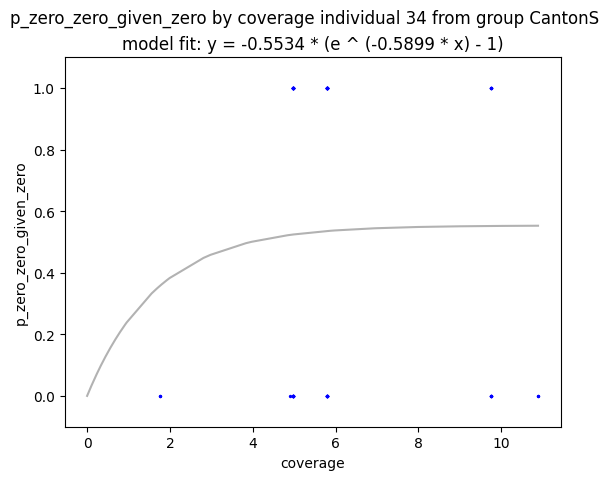 p_zero_zero_given_zero by coverage individual 34 from group CantonS
model fit: y = -0.5534 * (e ^ (-0.5899 * x) - 1)
1.0
0.8
0.6
0.4
0.2
0.0
p_zero_zero_given_zero
0 2 4 6 8 10
coverage